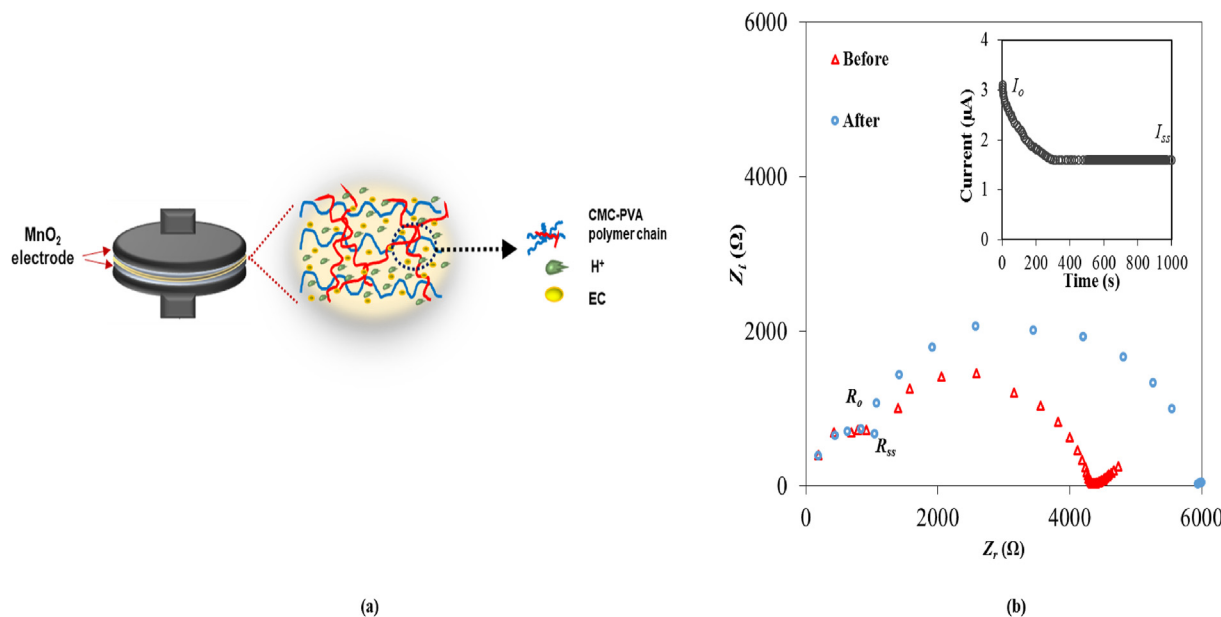 MnO2
electrode
CMC-PVA
polymer chain
H+
EC
(a)
Zi (Ω)
6000
4000
2000
0
Before
After
Ro
Rss
Current (μA)
4
3
2
1
0
Io
Iss
0 200 400 600 800 1000
Time (s)
0 2000 4000 6000
Zr (Ω)
(b)